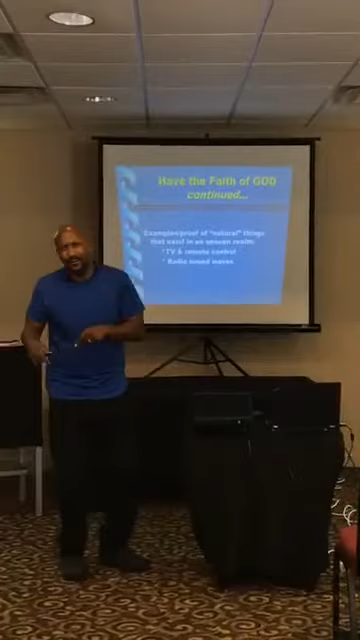 Have the Faith of GOD
continued...
Examples/proof of "natural" things
that exist in an unseen realm:
*TV & remote control
* Radio sound waves